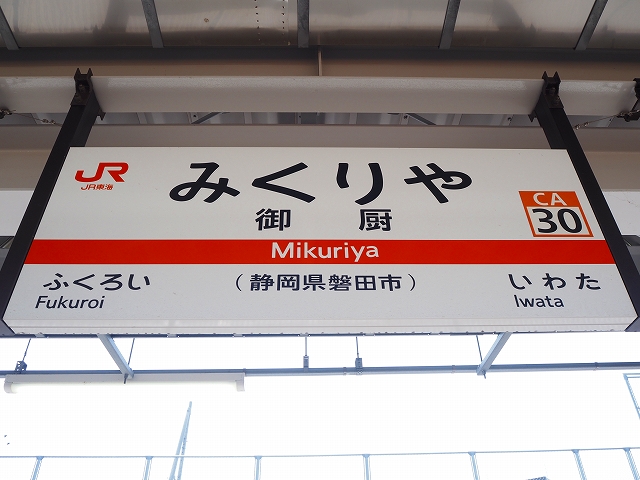 JR
JR東海
みくりや
御厨
CA
30
Mikuriya
ふくろい
Fukuroi
（静岡県磐田市）
いわた
Iwata